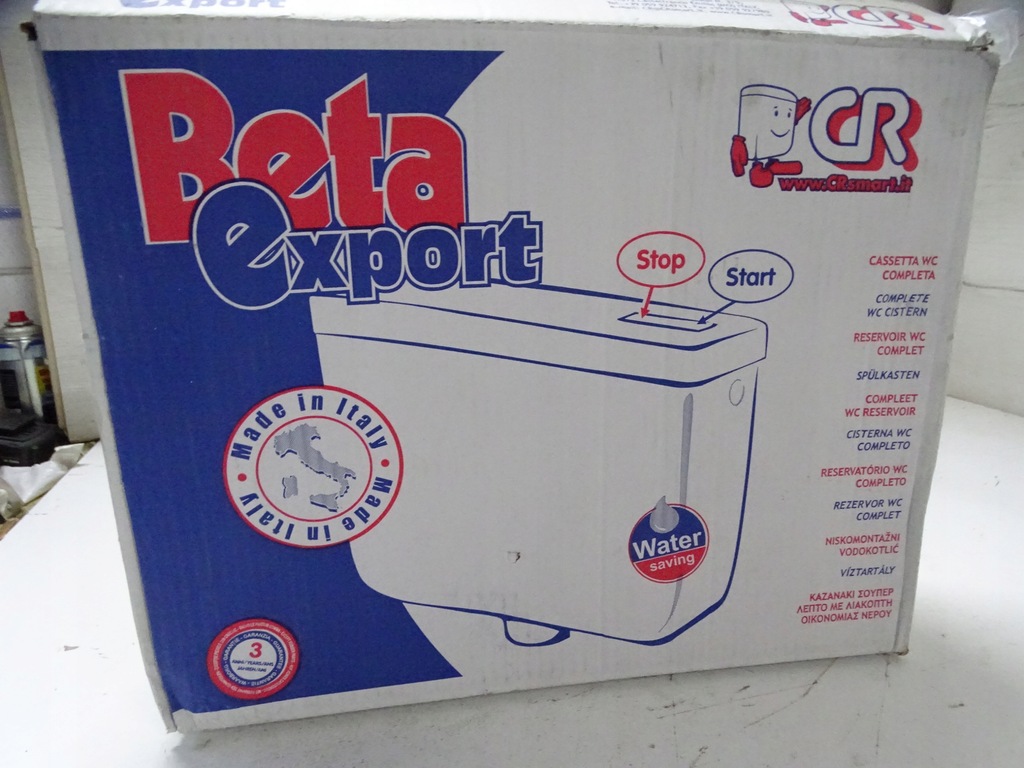 Beta
export
CR
www.CRsmart.it
Stop
Start
CASSETTA WC
COMPLETA
COMPLETE
WC CISTERN
RESERVOIR WC
COMPLET
SPÜLKASTEN
COMPLEET
WC RESERVOIR
CISTERNA WC
COMPLETO
RESERVATÓRIO WC
COMPLETO
REZERVOR WC
COMPLET
NISKOMONTAŽNI
VODOKOTLIĆ
VÍZTARTÁLY
KAZANAKI ΣΟΥΠΕΡ
ΛΕΠΤΟ ΜΕ ΔΙΑΚΟΠΤΗ
ΟΙΚΟΝΟΜΙΑΣ ΝΕΡΟΥ
Made in Italy • Made in Italy •
Water
saving
3